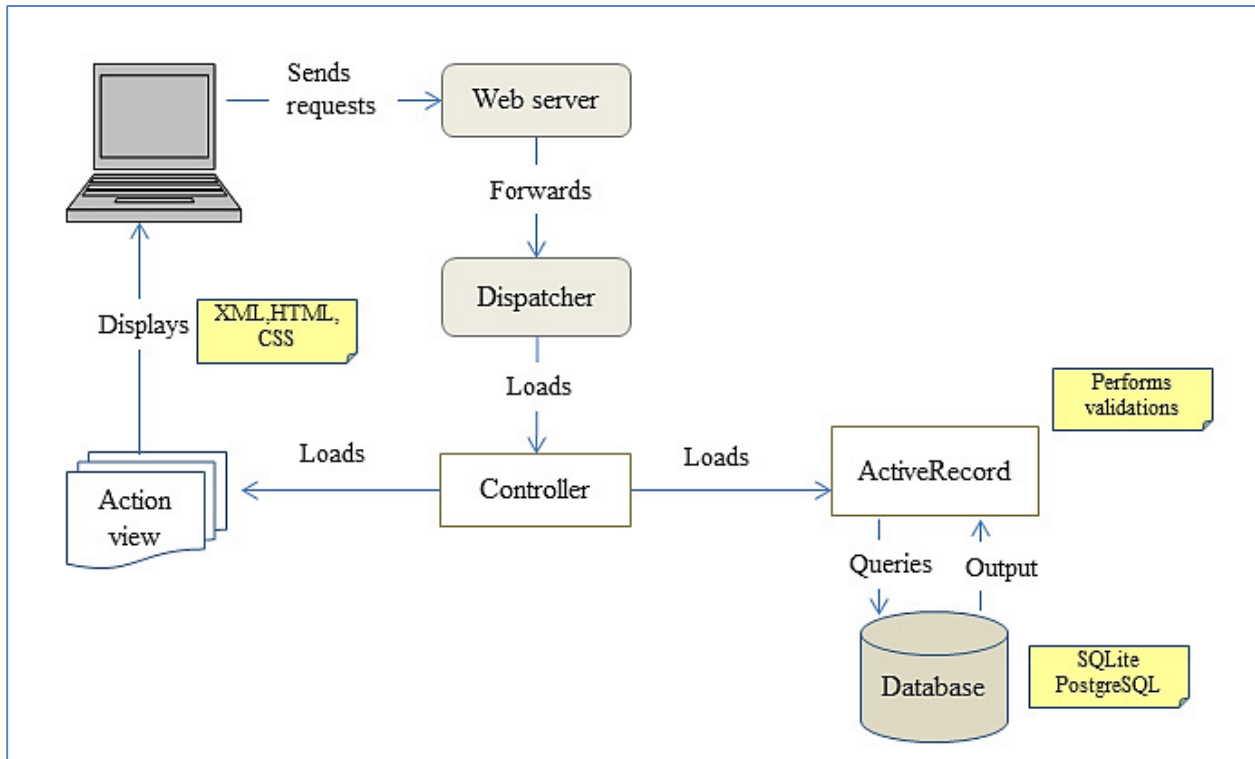 Sends
requests
Web server
Forwards
Dispatcher
Displays
XML,HTML,
CSS
Loads
Performs
validations
Loads
Controller
Loads
ActiveRecord
Action
view
Queries
Output
Database
SQLite
PostgreSQL